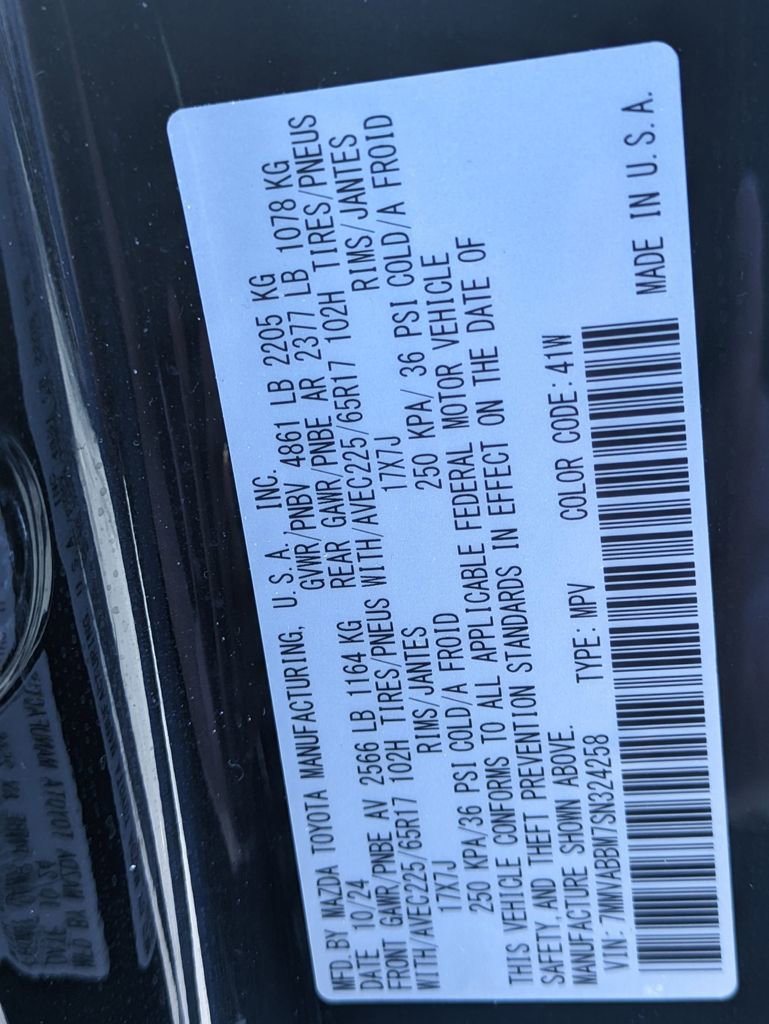 MFD. BY MAZDA TOYOTA MANUFACTURING, U.S.A. INC.
DATE 10/24 GVWR/PNBV 4861 LB 2205 KG
FRONT GAWR/PNBE AV 2566 LB 1164 KG REAR GAWR/PNBE AR 2377 LB 1078 KG
WITH/AVEC225/65R17 102H TIRES/PNEUS WITH/AVEC225/65R17 102H TIRES/PNEUS
17X7J RIMS/JANTES 17X7J RIMS/JANTES
250 KPA/36 PSI COLD/A FROID 250 KPA/ 36 PSI COLD/A FROID
THIS VEHICLE CONFORMS TO ALL APPLICABLE FEDERAL MOTOR VEHICLE
SAFETY, AND THEFT PREVENTION STANDARDS IN EFFECT ON THE DATE OF
MANUFACTURE SHOWN ABOVE. TYPE: MPV COLOR CODE: 41W
VIN: 7MMVABBM7SN324258
MADE IN U.S.A.